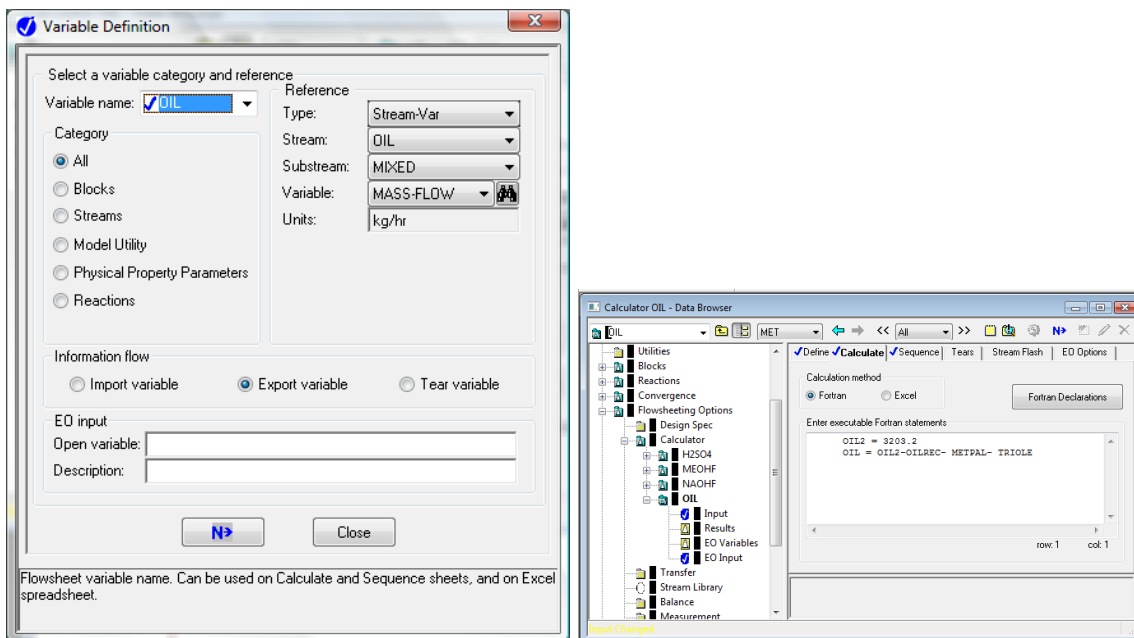 Variable Definition
Select a variable category and reference
Variable name: OIL
Category
All
Blocks
Streams
Model Utility
Physical Property Parameters
Reactions
Reference
Type: Stream-Var
Stream: OIL
Substream: MIXED
Variable: MASS-FLOW
Units: kg/hr
Information flow
Import variable Export variable Tear variable
EO input
Open variable:
Description:
N> Close
Flowsheet variable name. Can be used on Calculate and Sequence sheets, and on Excel
spreadsheet.
Calculator OIL - Data Browser
OIL MET << All >> N>
Utilities
Blocks
Reactions
Convergence
Flowsheeting Options
Design Spec
Calculator
H2SO4
MEOHF
NAOHF
OIL
Input
Results
EO Variables
EO Input
Transfer
Stream Library
Balance
Measurement
Define Calculate Sequence Tears Stream Flash EO Options
Calculation method
Fortran Excel
Fortran Declarations
Enter executable Fortran statements
OIL2 = 3203.2
OIL = OIL2-OILREC- METPAL- TRIOLE
row: 1 col: 1
Input Changed